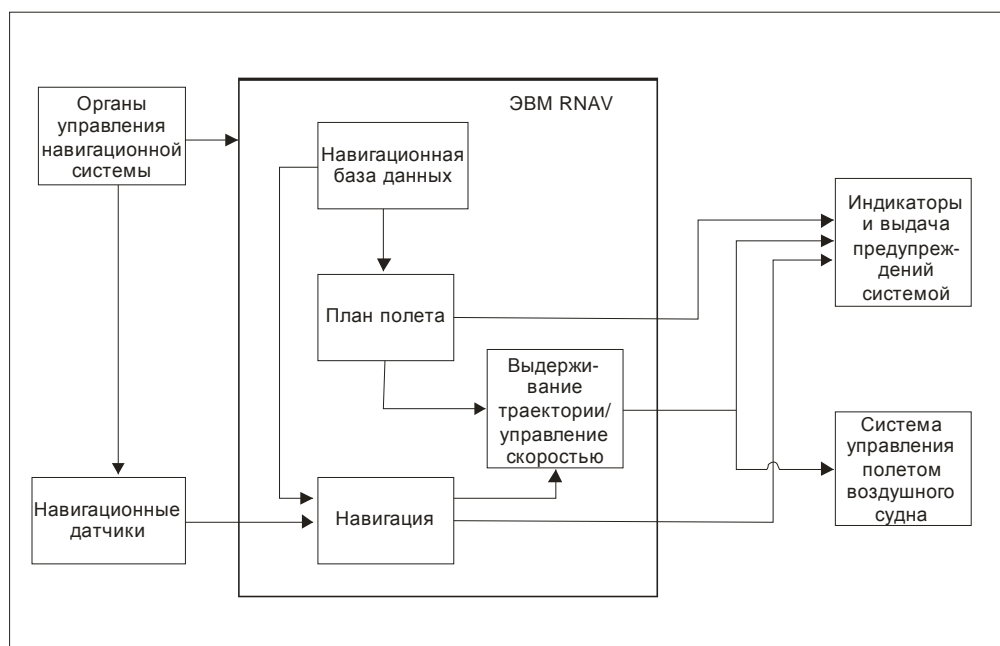 ЭВМ RNAV
Органы
управления
навигационной
системы
Навигационная
база данных
Индикаторы
и выдача
предупреж-
дений
системой
План полета
Выдержи-
вание
траектории/
управление
скоростью
Система
управления
полетом
воздушного
судна
Навигационные
датчики
Навигация